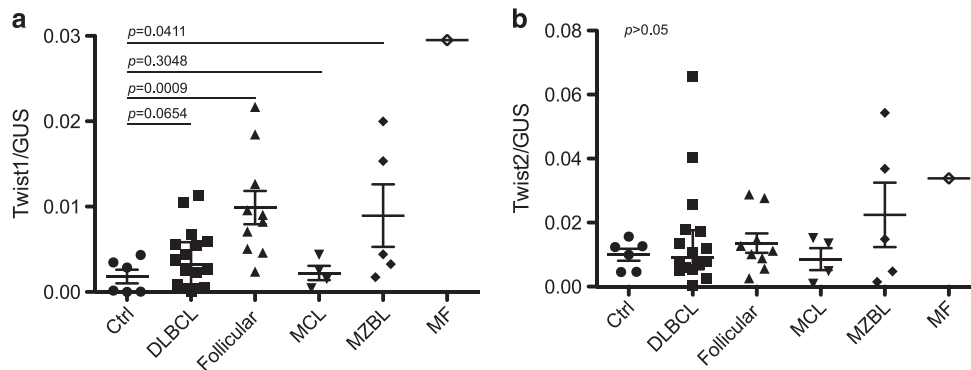 a
b
p=0.0411
p=0.3048
p=0.0009
p=0.0654
0.03
0.02
0.01
0.00
Twist1/GUS
Ctrl
DLBCL
Follicular
MCL
MZBL
MF
p>0.05
0.08
0.06
0.04
0.02
0.00
Twist2/GUS
Ctrl
DLBCL
Follicular
MCL
MZBL
MF